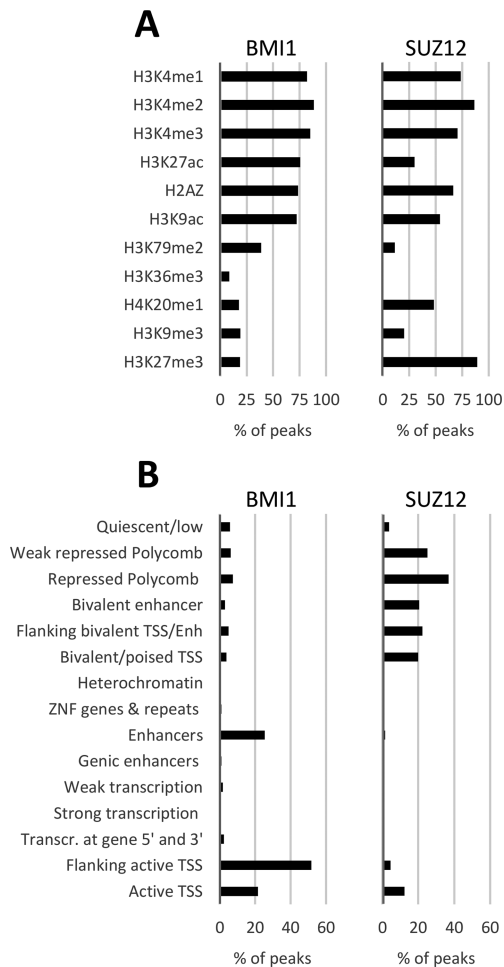 A
BMI1 SUZ12
H3K4me1
H3K4me2
H3K4me3
H3K27ac
H2AZ
H3K9ac
H3K79me2
H3K36me3
H4K20me1
H3K9me3
H3K27me3
0 25 50 75 100 0 25 50 75 100
% of peaks % of peaks
B
BMI1 SUZ12
Quiescent/low
Weak repressed Polycomb
Repressed Polycomb
Bivalent enhancer
Flanking bivalent TSS/Enh
Bivalent/poised TSS
Heterochromatin
ZNF genes & repeats
Enhancers
Genic enhancers
Weak transcription
Strong transcription
Transcr. at gene 5' and 3'
Flanking active TSS
Active TSS
0 20 40 60 0 20 40 60
% of peaks % of peaks